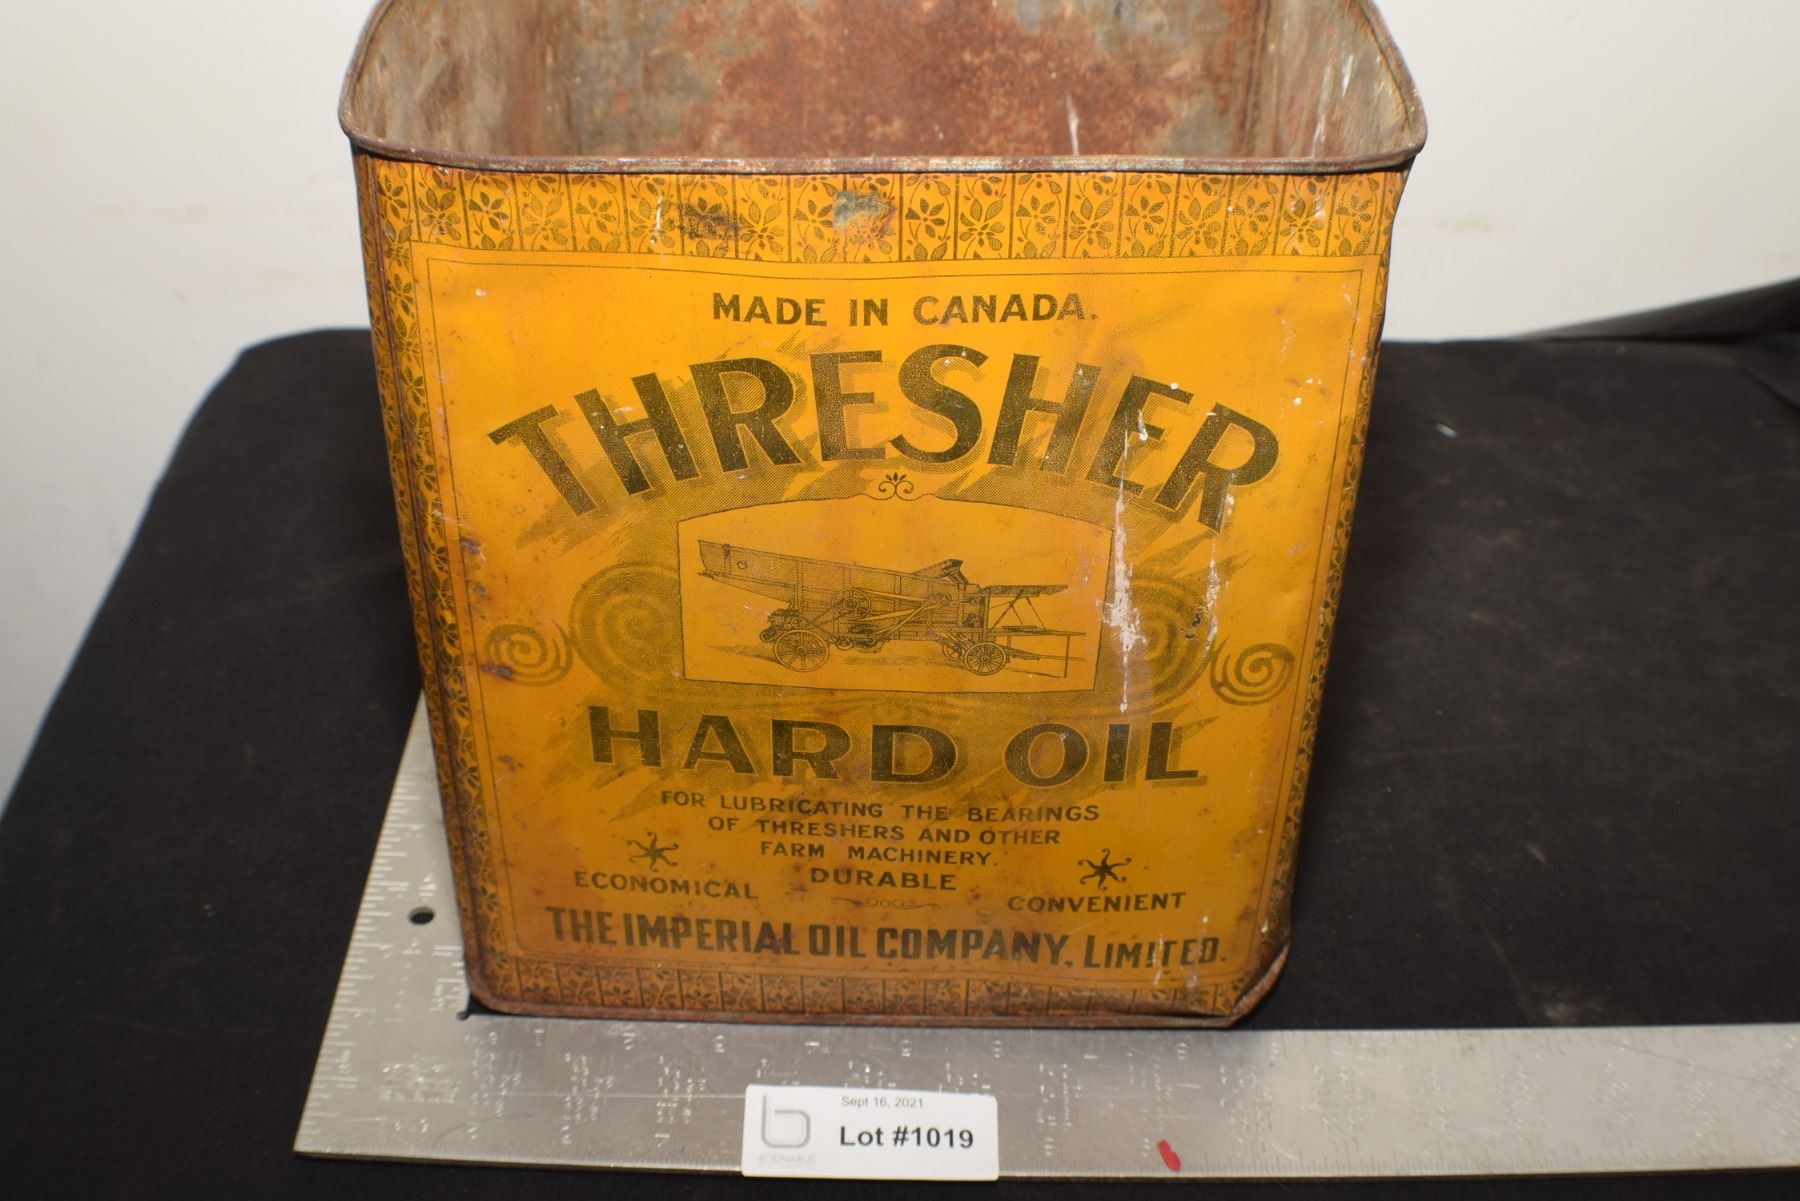 MADE IN CANADA.
THRESHER
HARD OIL
FOR LUBRICATING THE BEARINGS
OF THRESHERS AND OTHER
FARM MACHINERY.
ECONOMICAL DURABLE CONVENIENT
THE IMPERIAL OIL COMPANY, LIMITED.
Sept 16, 2021
Lot #1019